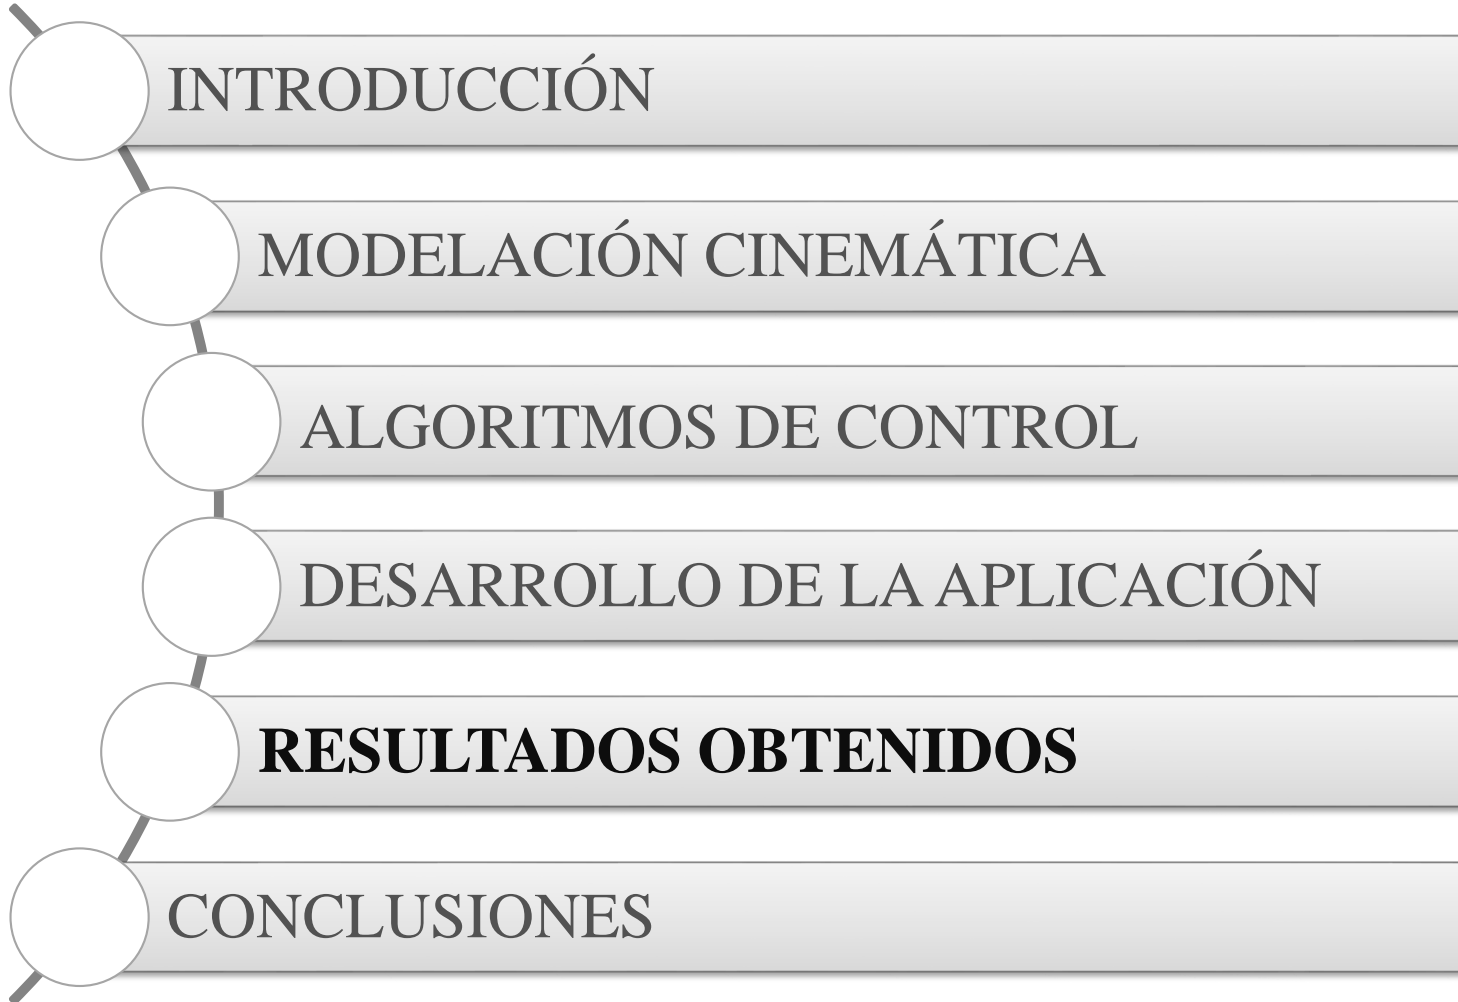 INTRODUCCIÓN
MODELACIÓN CINEMÁTICA
ALGORITMOS DE CONTROL
DESARROLLO DE LA APLICACIÓN
RESULTADOS OBTENIDOS
CONCLUSIONES